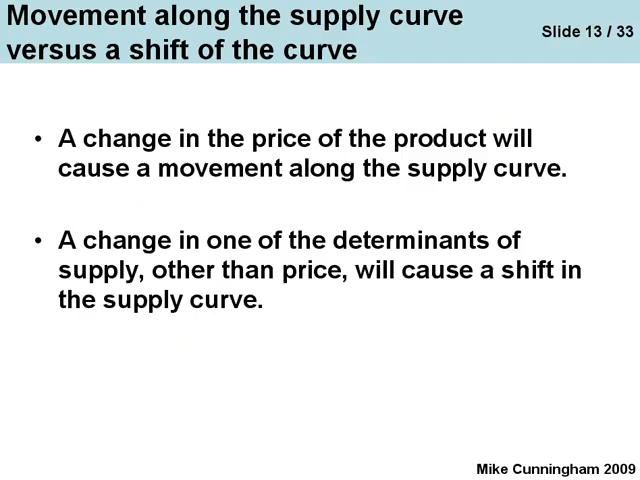 Movement along the supply curve
versus a shift of the curve
Slide 13 / 33
• A change in the price of the product will
cause a movement along the supply curve.
• A change in one of the determinants of
supply, other than price, will cause a shift in
the supply curve.
Mike Cunningham 2009